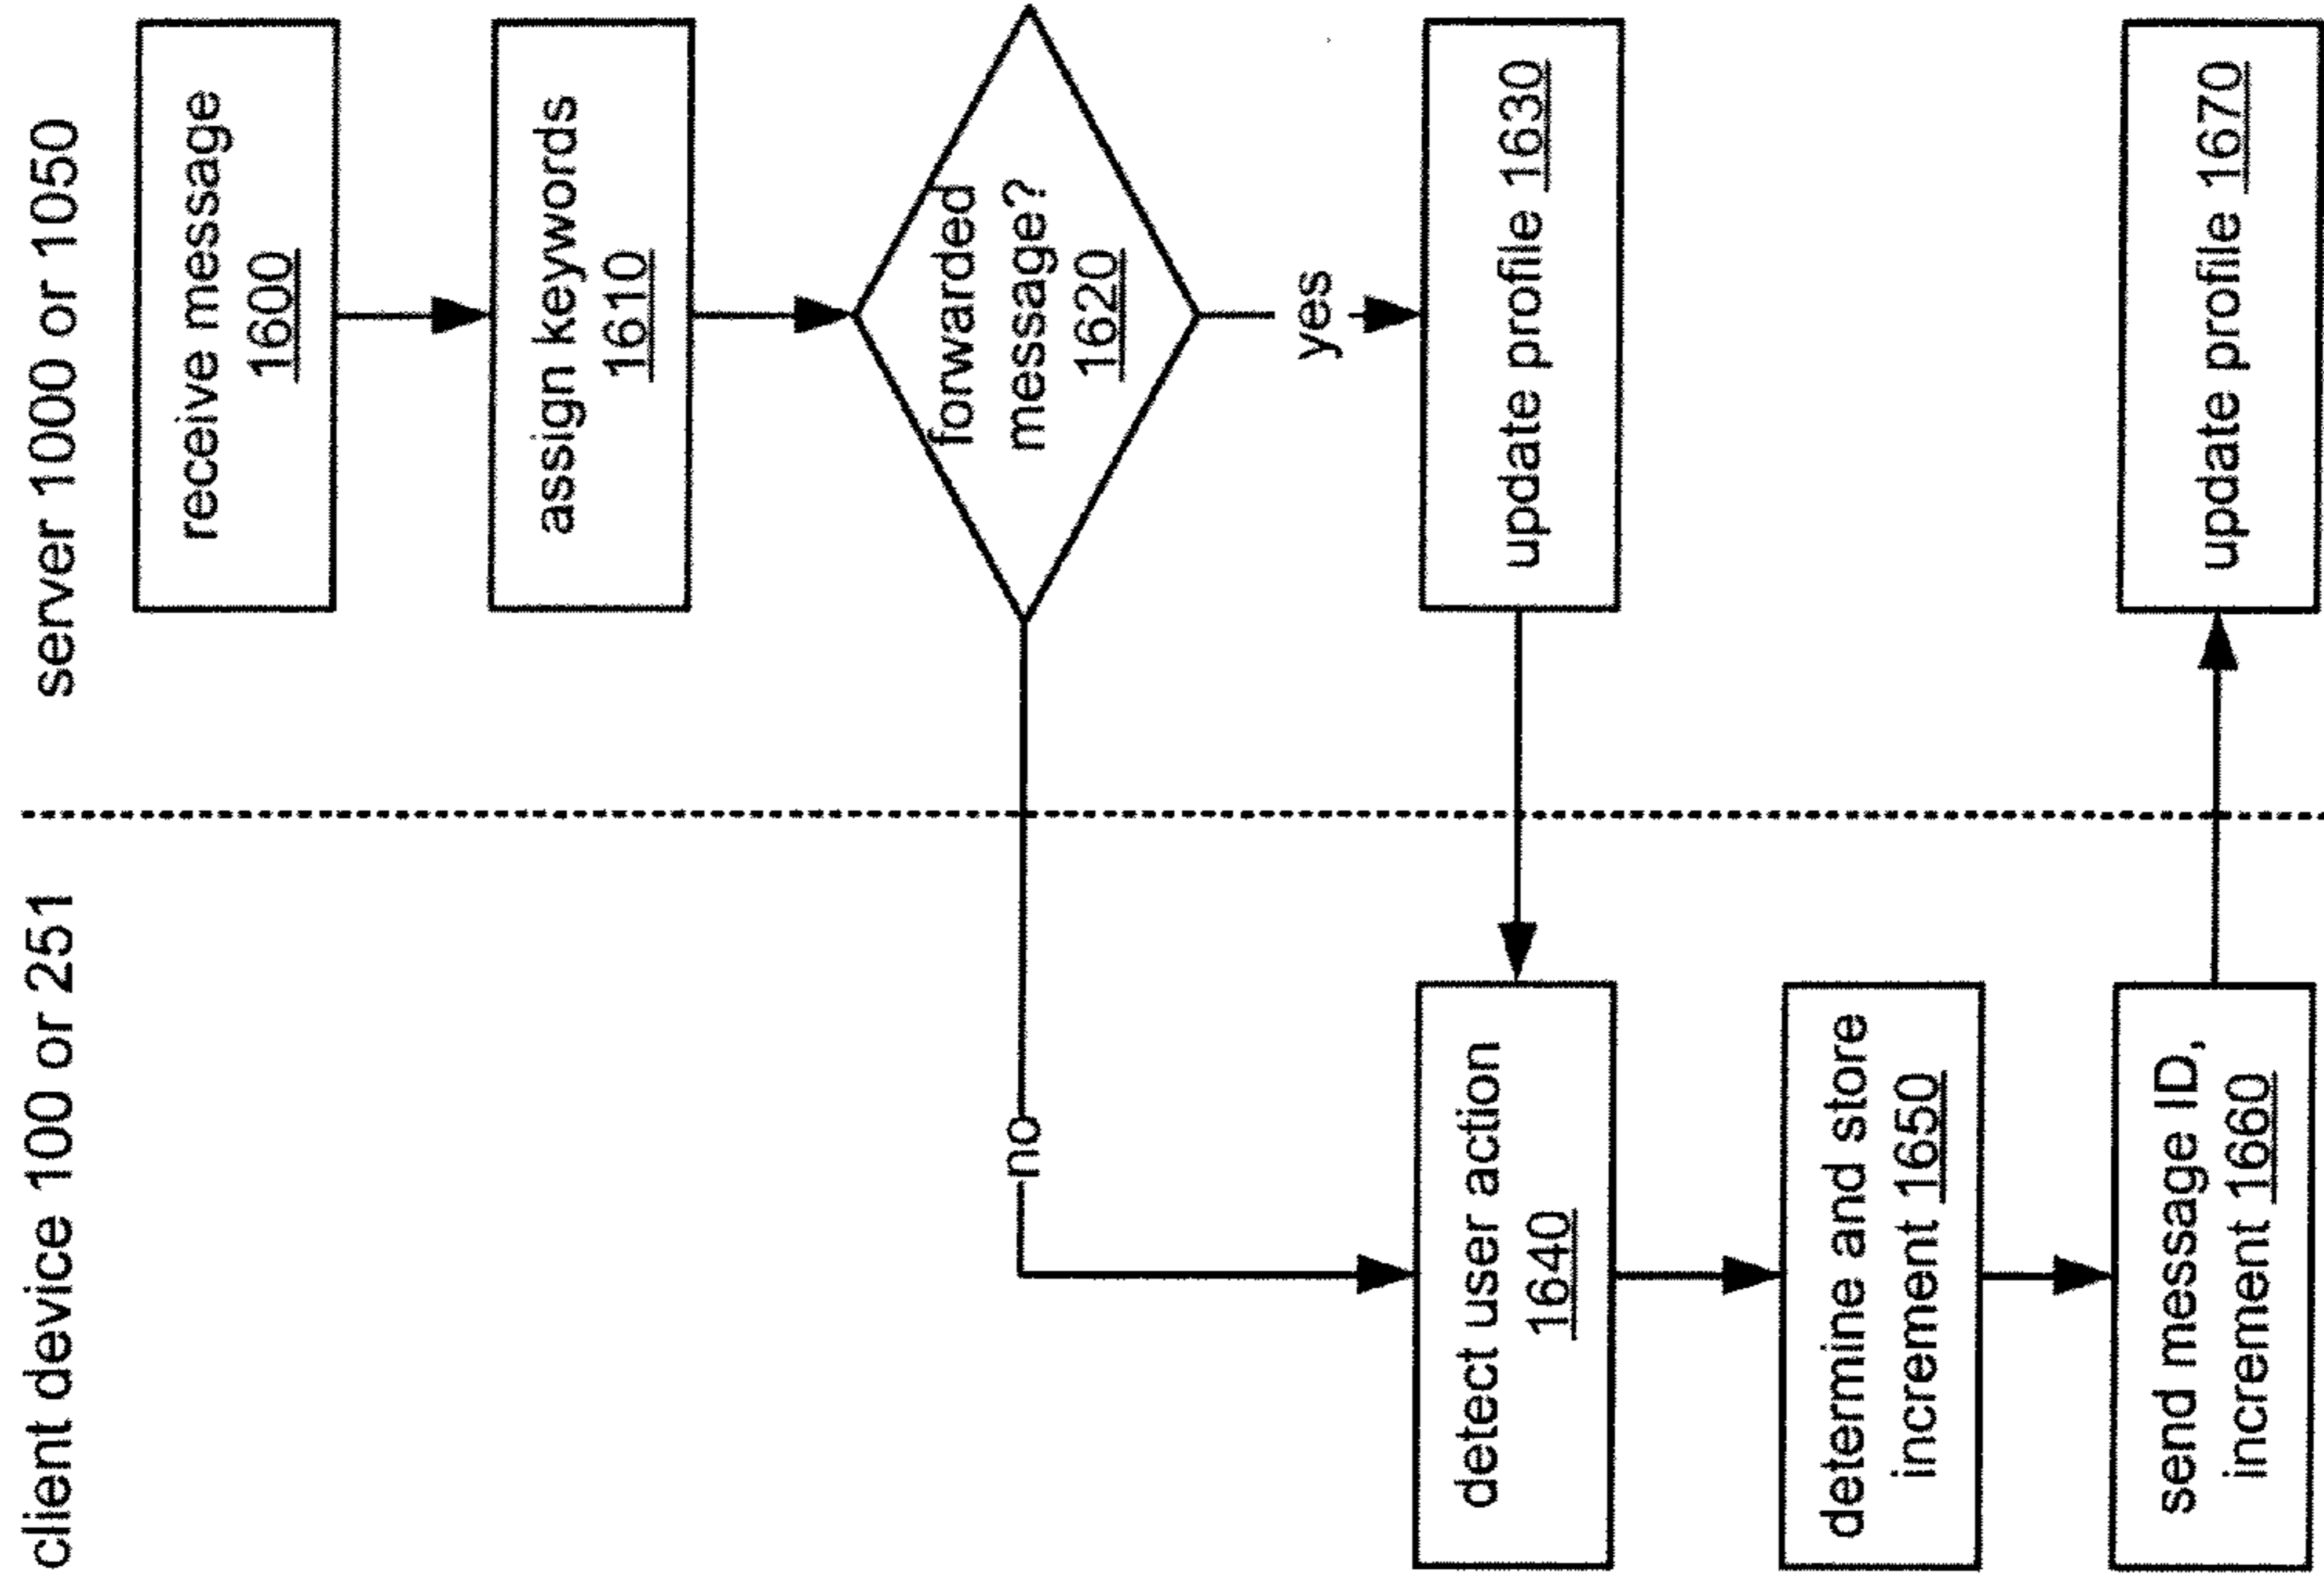 client device 100 or 251
server 1000 or 1050
receive message
1600
assign keywords
1610
forwarded
message?
1620
no
yes
update profile 1630
detect user action
1640
determine and store
increment 1650
send message ID,
increment 1660
update profile 1670